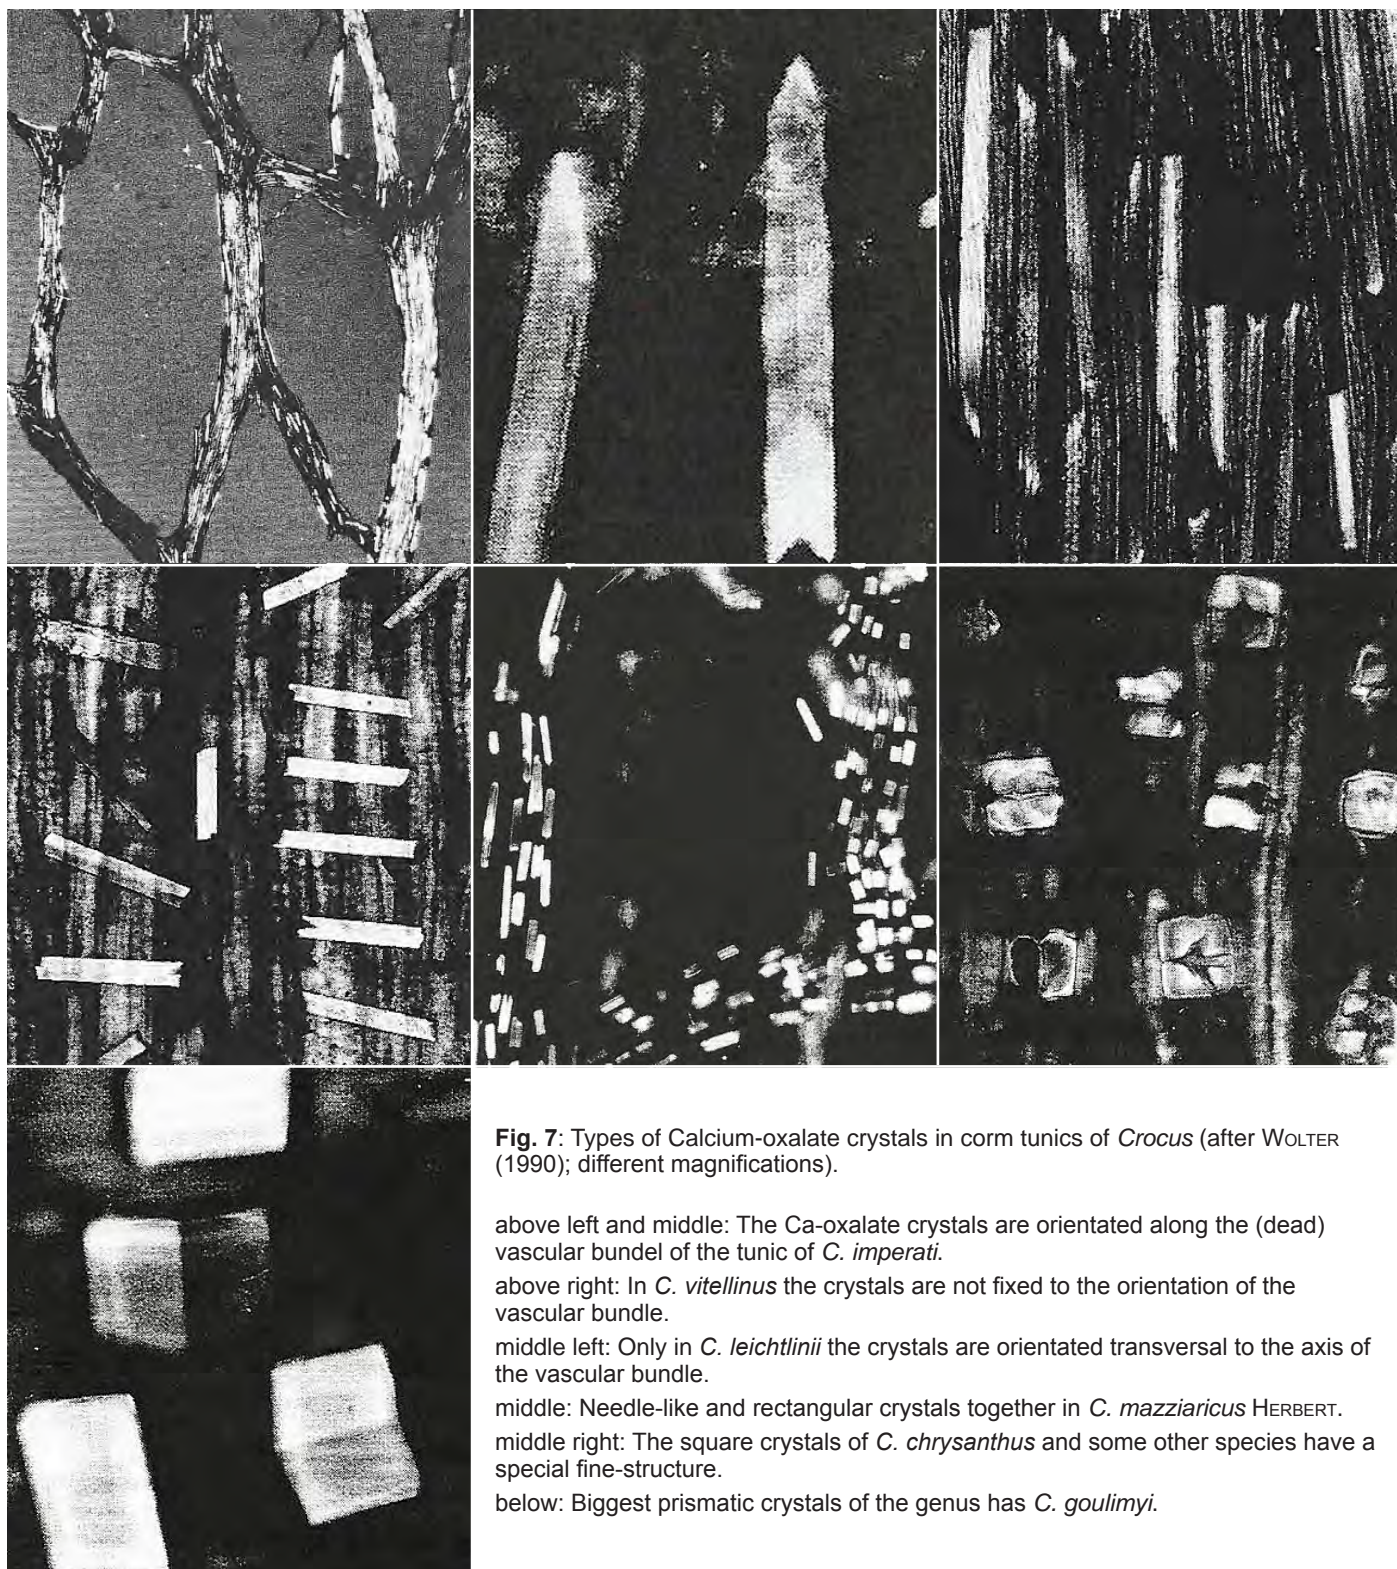 Fig. 7: Types of Calcium-oxalate crystals in corm tunics of Crocus (after WOLTER
(1990); different magnifications).
above left and middle: The Ca-oxalate crystals are orientated along the (dead)
vascular bundel of the tunic of C. imperati.
above right: In C. vitellinus the crystals are not fixed to the orientation of the
vascular bundle.
middle left: Only in C. leichtlinii the crystals are orientated transversal to the axis of
the vascular bundle.
middle: Needle-like and rectangular crystals together in C. mazziaricus HERBERT.
middle right: The square crystals of C. chrysanthus and some other species have a
special fine-structure.
below: Biggest prismatic crystals of the genus has C. goulimyi.